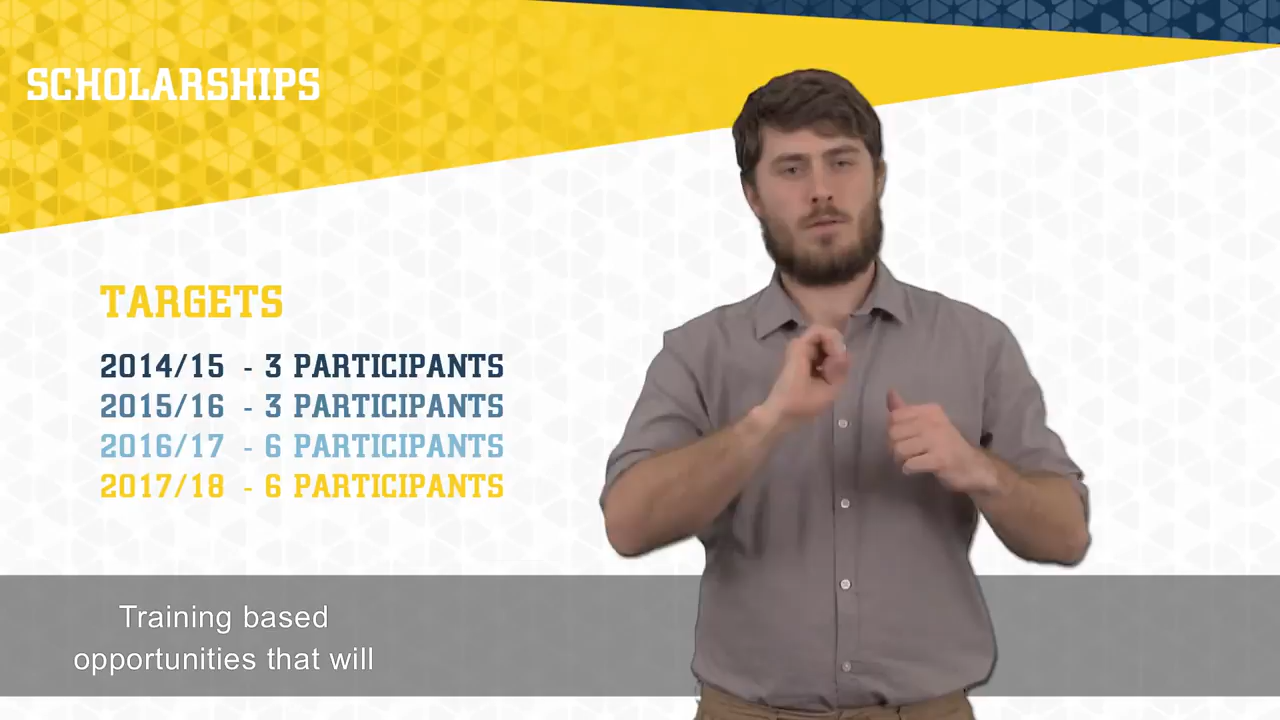 SCHOLARSHIPS
TARGETS
2014/15 - 3 PARTICIPANTS
2015/16 - 3 PARTICIPANTS
2016/17 - 6 PARTICIPANTS
2017/18 - 6 PARTICIPANTS
Training based
opportunities that will